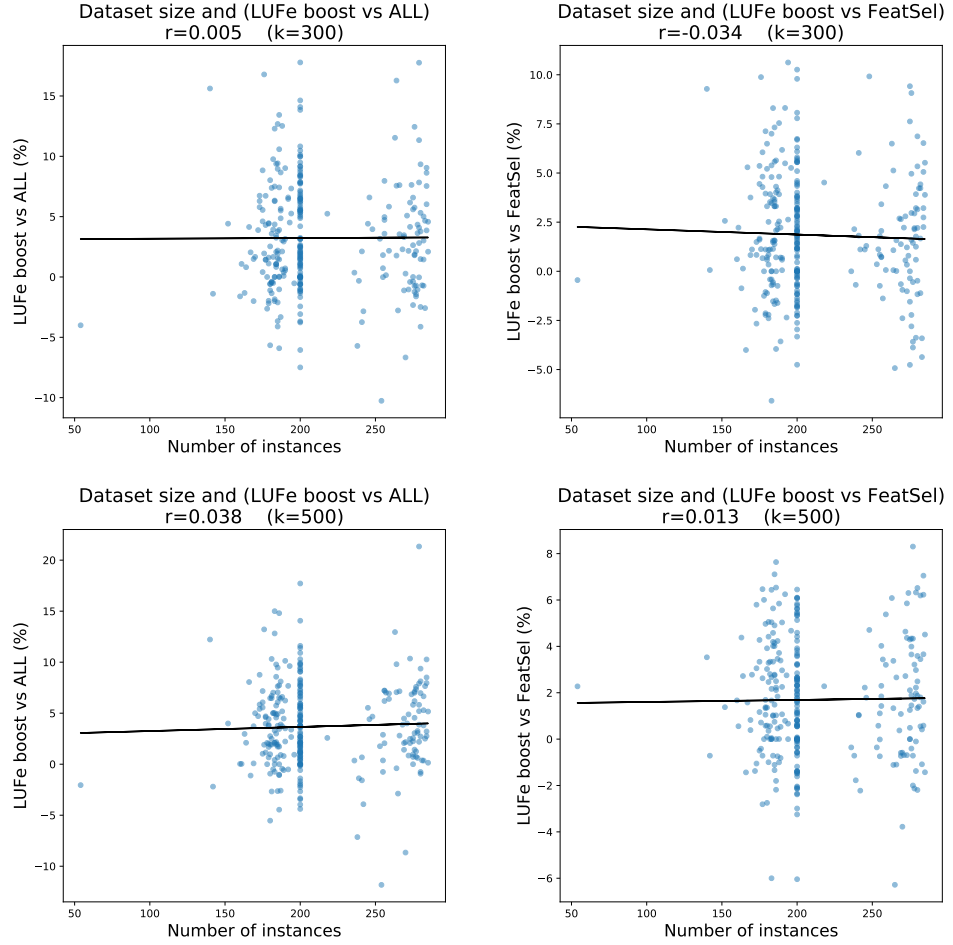 Dataset size and (LUFe boost vs ALL)
r=0.005 (k=300)
LUFe boost vs ALL (%)
15
10
5
0
−5
−10
50 100 150 200 250
Number of instances
Dataset size and (LUFe boost vs FeatSel)
r=-0.034 (k=300)
LUFe boost vs FeatSel (%)
10.0
7.5
5.0
2.5
0.0
−2.5
−5.0
50 100 150 200 250
Number of instances
Dataset size and (LUFe boost vs ALL)
r=0.038 (k=500)
LUFe boost vs ALL (%)
20
15
10
5
0
−5
−10
50 100 150 200 250
Number of instances
Dataset size and (LUFe boost vs FeatSel)
r=0.013 (k=500)
LUFe boost vs FeatSel (%)
8
6
4
2
0
−2
−4
−6
50 100 150 200 250
Number of instances